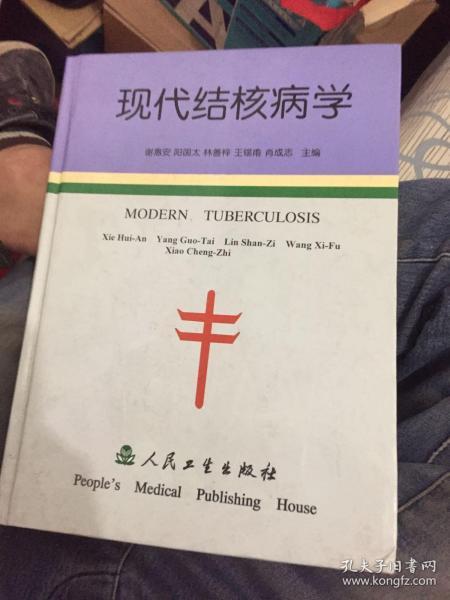 现代结核病学
谢惠安 阳国太 林善梓 王锡甫 肖成志 主编
MODERN TUBERCULOSIS
Xie Hui-An Yang Guo-Tai Lin Shan-Zi Wang Xi-Fu
Xiao Cheng-Zhi
人民卫生出版社
People's Medical Publishing House
孔夫子旧书网
www.kongfz.com